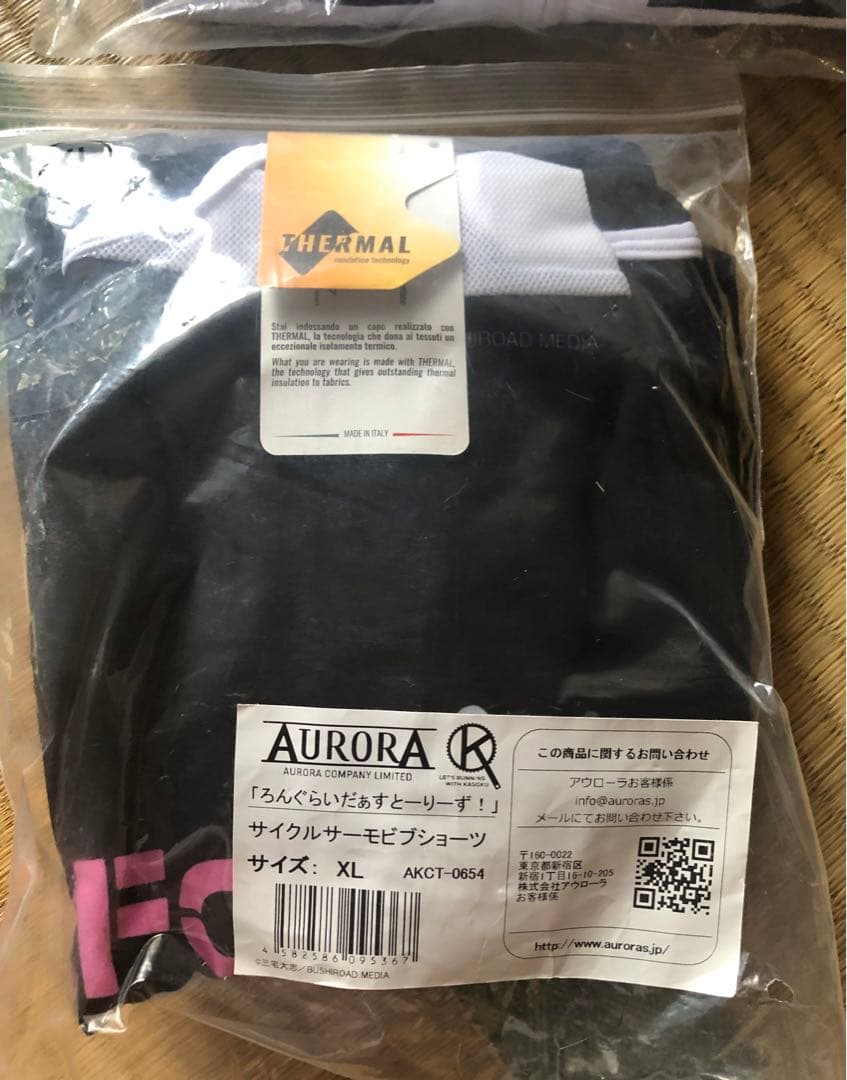 THERMAL
insulation technology
Stai indossando un capo realizzato con
THERMAL, la tecnologia che dona ai tessuti un
eccezionale isolamento termico.
What you are wearing is made with THERMAL,
the technology that gives outstanding thermal
insulation to fabrics.
MADE IN ITALY
HIROAD MEDIA
AURORA
AURORA COMPANY LIMITED
K
LET'S RUNNING
WITH KASOKU
「ろんぐらいだぁすとーりーず！」
サイクルサーモビブショーツ
サイズ: XL AKCT-0654
4 582586 095367
©三宅大志／BUSHIROAD MEDIA
この商品に関するお問い合わせ
アウローラお客様係
info@auroras.jp
メールにてお問い合わせ下さい。
〒160-0022
東京都新宿区
新宿1丁目16-10-205
株式会社アウローラ
お客様係
http://www.auroras.jp/
FC